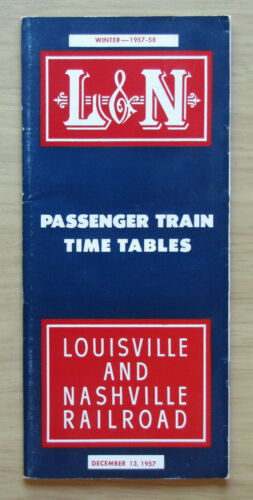 WINTER—1957-58
L&N
PASSENGER TRAIN
TIME TABLES
LOUISVILLE
AND
NASHVILLE
RAILROAD
DECEMBER 13, 1957